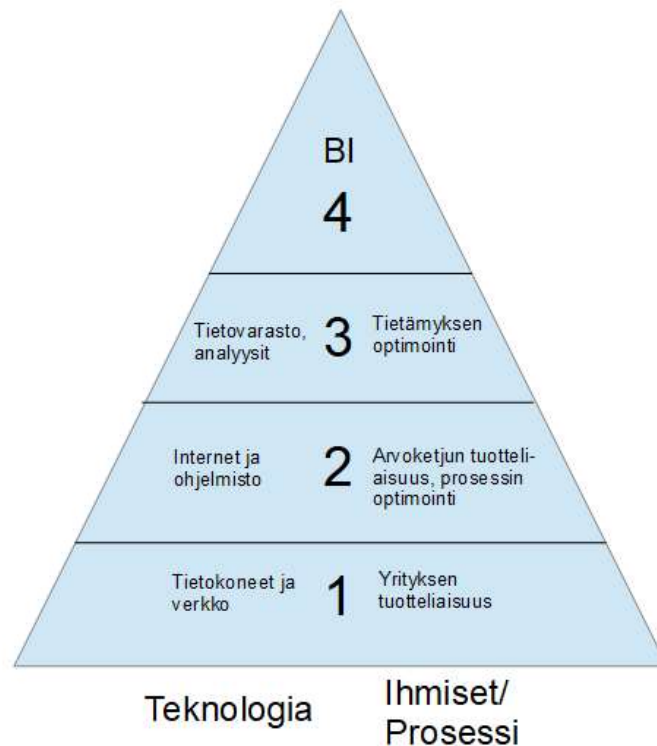 BI
4
Tietovarasto,
analyysit
3
Tietämyksen
optimointi
Internet ja
ohjelmisto
2
Arvoketjun tuotteli-
aisuus, prosessin
optimointi
Tietokoneet ja
verkko
1
Yrityksen
tuotteliaisuus
Teknologia
Ihmiset/
Prosessi